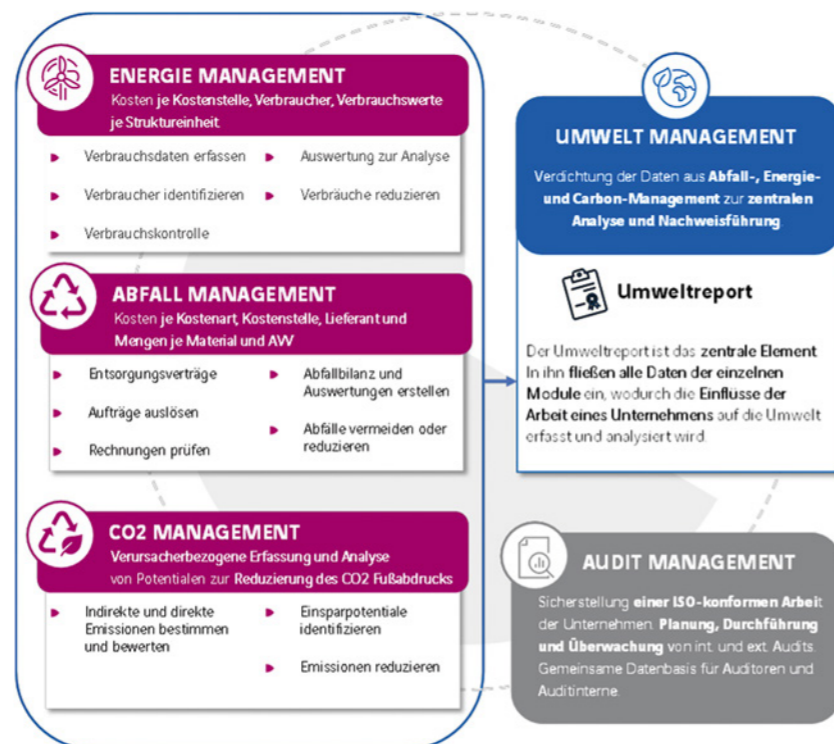 ENERGIE MANAGEMENT
Kosten je Kostenstelle, Verbraucher, Verbrauchswerte
je Struktureinheit
Verbrauchsdaten erfassen
Verbraucher identifizieren
Verbrauchskontrolle
Auswertung zur Analyse
Verbräuche reduzieren
ABFALL MANAGEMENT
Kosten je Kostenart, Kostenstelle, Lieferant und
Mengen je Material und AVV
Entsorgungsverträge
Aufträge auslösen
Rechnungen prüfen
Abfallbilanz und
Auswertungen erstellen
Abfälle vermeiden oder
reduzieren
CO2 MANAGEMENT
Verursacherbezogene Erfassung und Analyse
von Potentialen zur Reduzierung des CO2 Fußabdrucks
Indirekte und direkte
Emissionen bestimmen
und bewerten
Einsparpotentiale
identifizieren
Emissionen reduzieren
UMWELT MANAGEMENT
Verdichtung der Daten aus Abfall-, Energie-
und Carbon-Management zur zentralen
Analyse und Nachweisführung
Umweltreport
Der Umweltreport ist das zentrale Element
In ihn fließen alle Daten der einzelnen
Module ein, wodurch die Einflüsse der
Arbeit eines Unternehmens auf die Umwelt
erfasst und analysiert wird.
AUDIT MANAGEMENT
Sicherstellung einer ISO-konformen Arbeit
der Unternehmen. Planung, Durchführung
und Überwachung von int. und ext. Audits.
Gemeinsame Datenbasis für Auditoren und
Auditinterne.